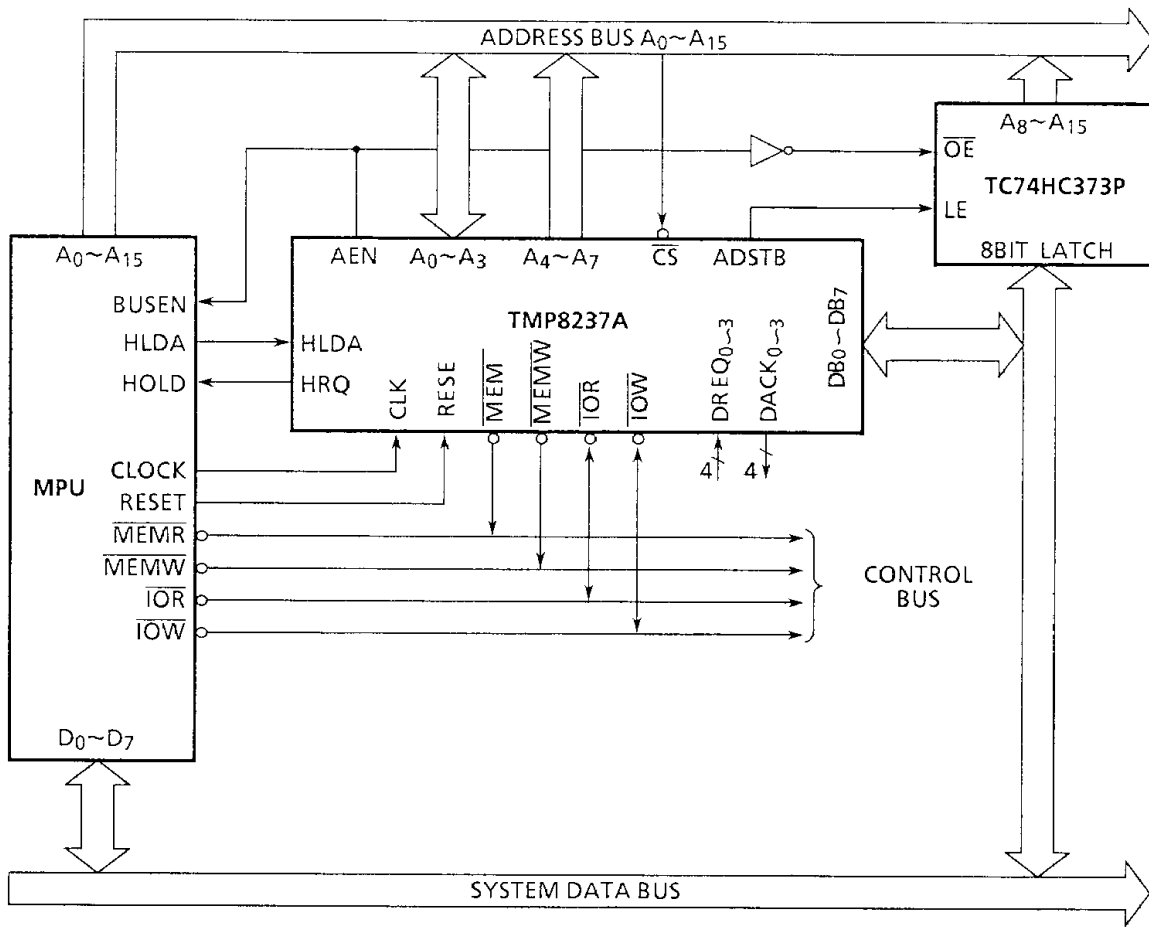 ADDRESS BUS A0~A15
A8~A15
OE
TC74HC373P
LE
8BIT LATCH
A0~A15
AEN
A0~A3
A4~A7
CS
ADSTB
BUSEN
TMP8237A
HLDA
HLDA
HOLD
HRQ
CLK
RESE
MEM
MEMW
IOR
IOW
DREQ0~3
DACK0~3
DB0~DB7
4
4
MPU
CLOCK
RESET
MEMR
MEMW
IOR
IOW
CONTROL
BUS
D0~D7
SYSTEM DATA BUS